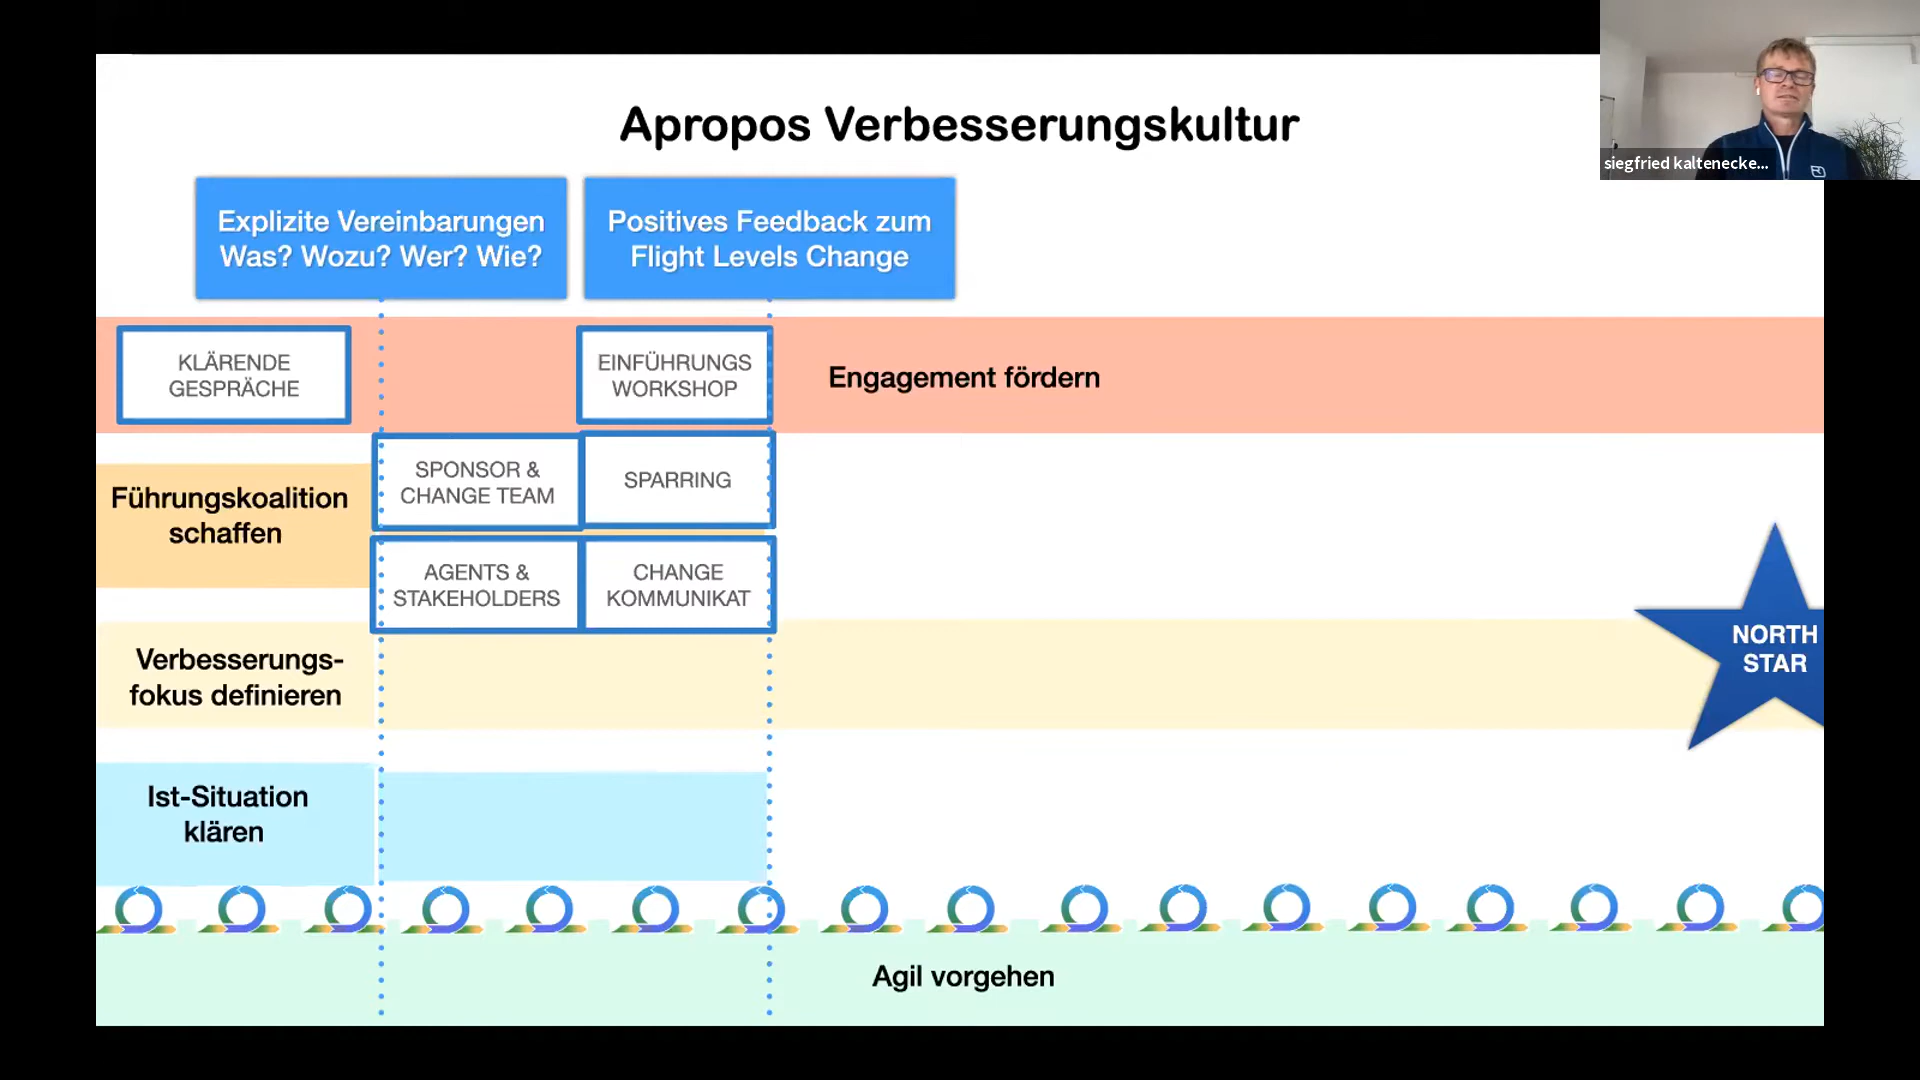 siegfried kaltenecke...
Apropos Verbesserungskultur
Explizite Vereinbarungen
Was? Wozu? Wer? Wie?
Positives Feedback zum
Flight Levels Change
KLÄRENDE
GESPRÄCHE
EINFÜHRUNGS
WORKSHOP
Engagement fördern
Führungskoalition
schaffen
SPONSOR &
CHANGE TEAM
SPARRING
AGENTS &
STAKEHOLDERS
CHANGE
KOMMUNIKAT
Verbesserungs-
fokus definieren
NORTH
STAR
Ist-Situation
klären
Agil vorgehen